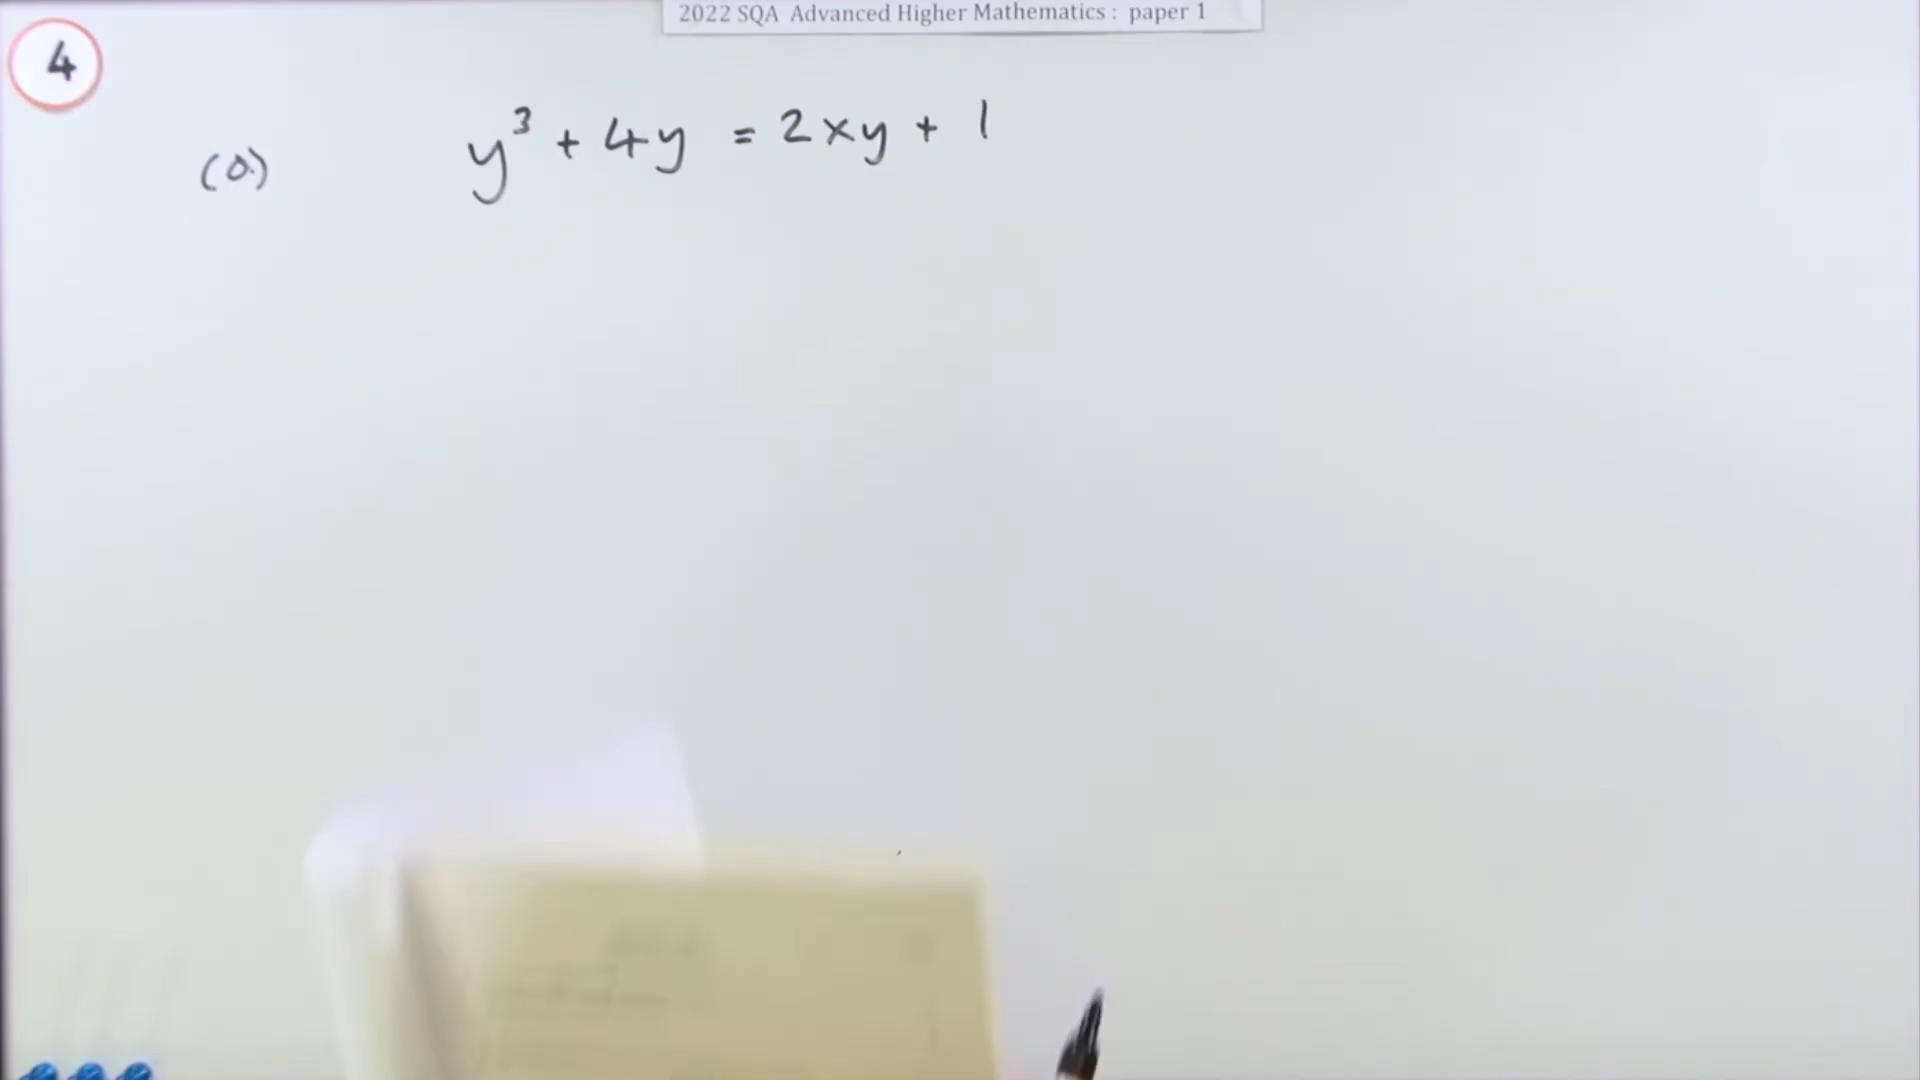 2022 SQA Advanced Higher Mathematics : paper 1
4
(a) y³ + 4y = 2xy + 1